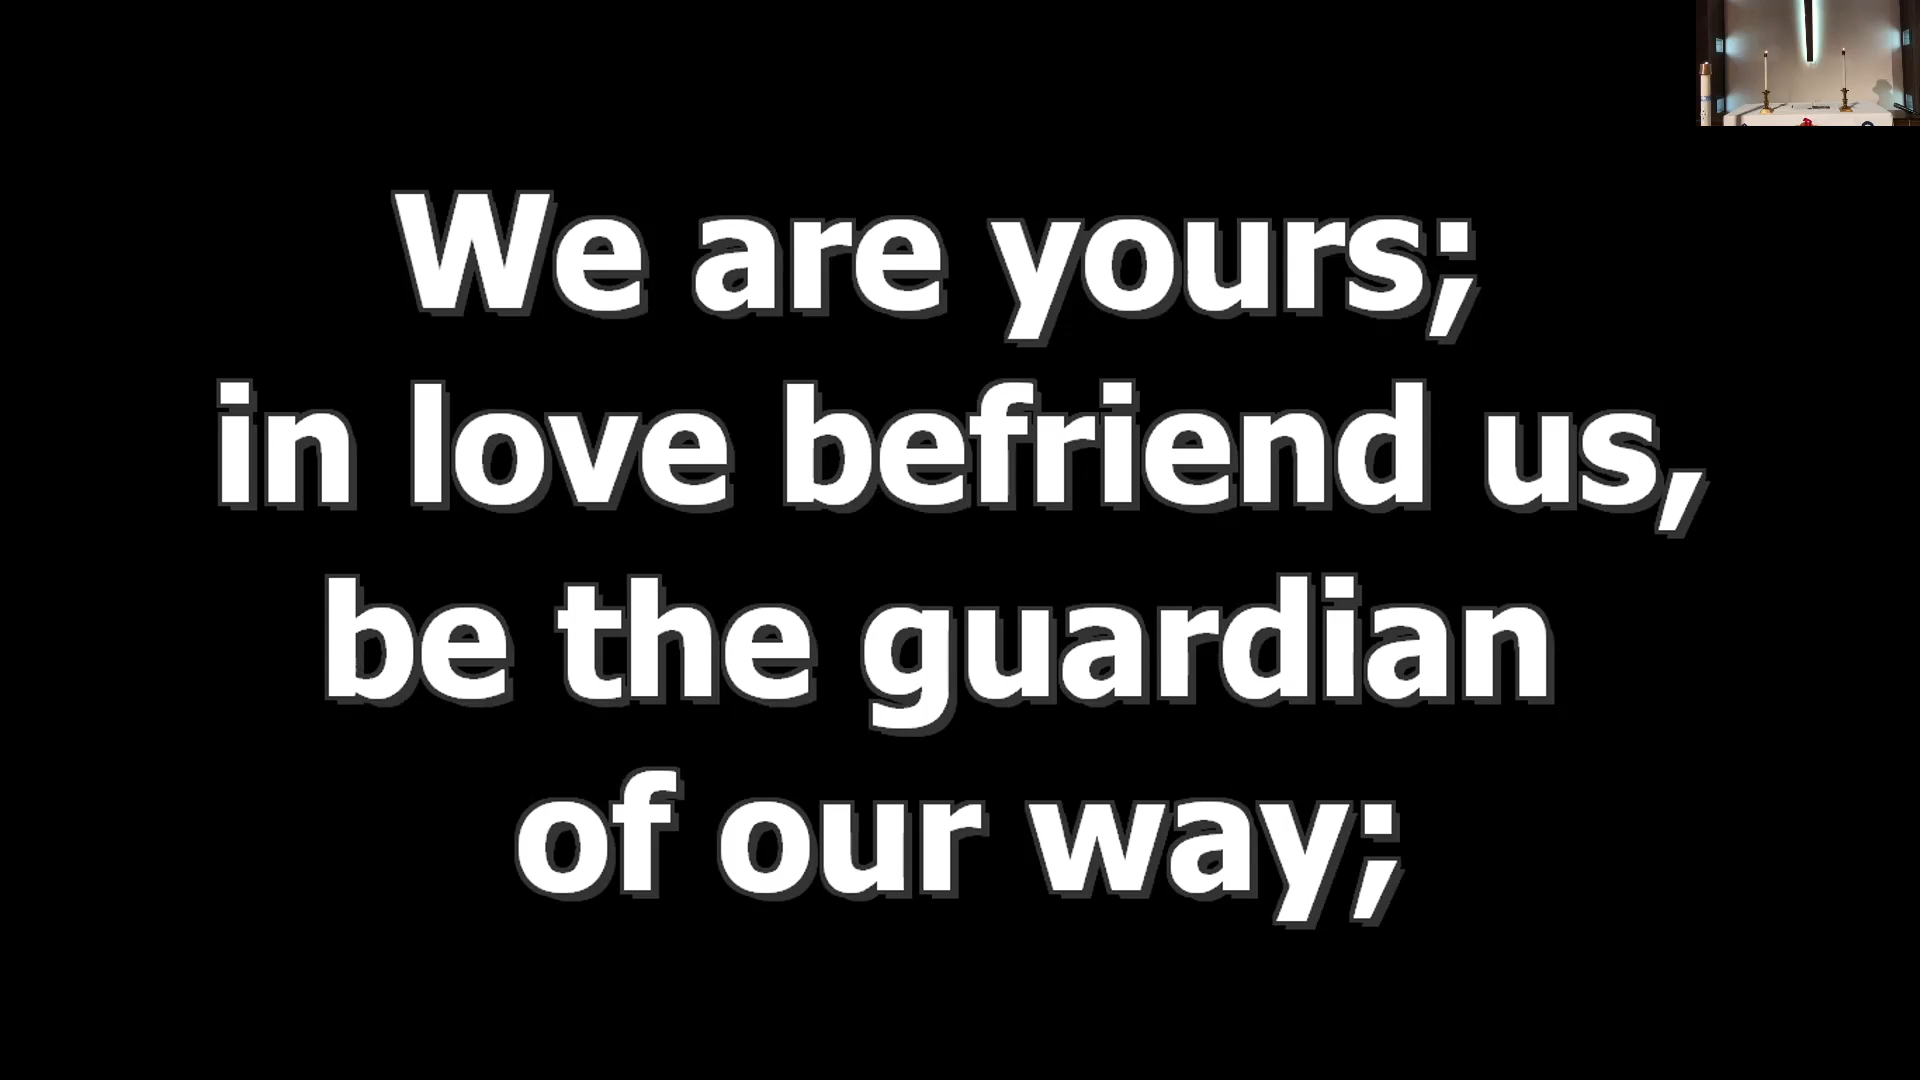 We are yours;
in love befriend us,
be the guardian
of our way;